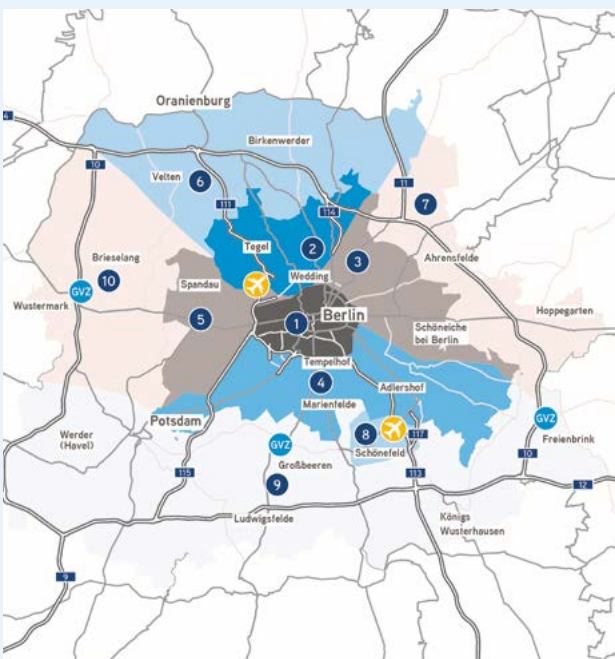 Oranienburg
4
Birkenwerder
10
Velten
6
111
11
7
114
Tegel
2
3
Ahrensfelde
Brieselang
Wedding
10
GVZ
Spandau
Wustermark
5
1
Berlin
Hoppegarten
Schöneiche
bei Berlin
Tempelhof
4
Adlershof
Marienfelde
Potsdam
GVZ
Werder
(Havel)
8
117
Freienbrink
GVZ
Schönefeld
10
115
Großbeeren
113
9
12
Ludwigsfelde
Königs
Wusterhausen
9